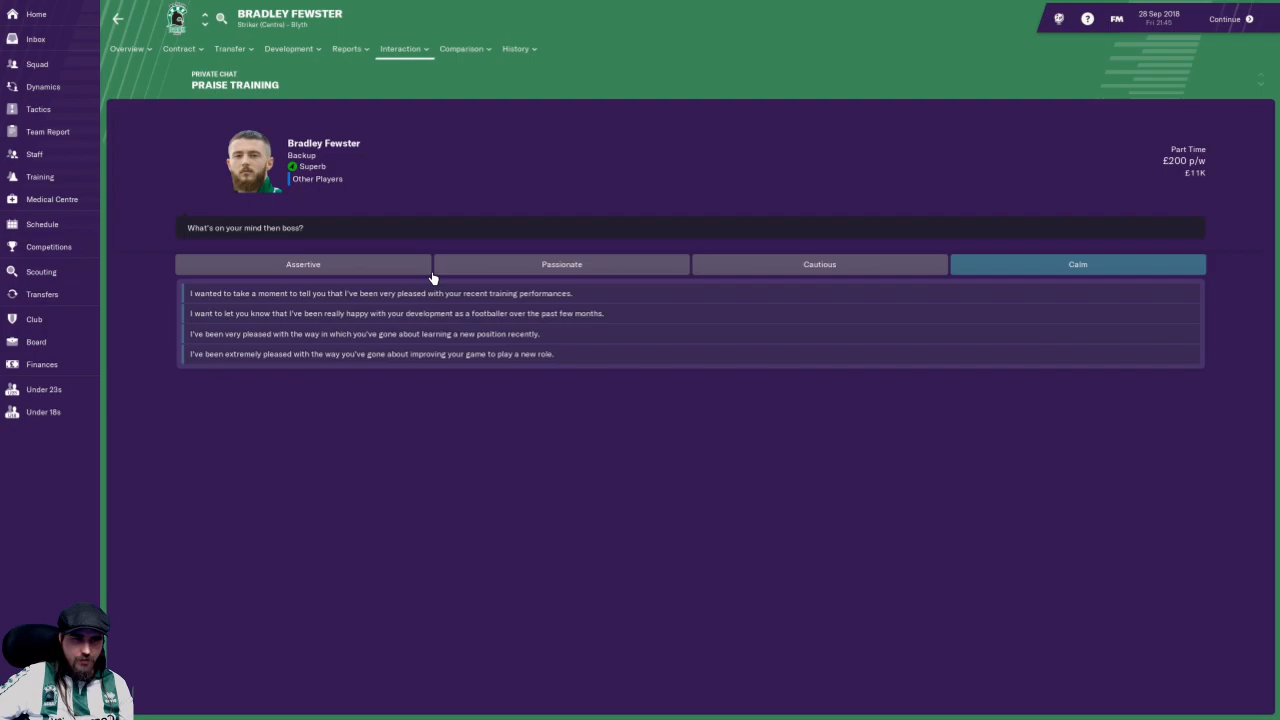 Home
Inbox
Squad
Dynamics
Tactics
Team Report
Staff
Training
Medical Centre
Schedule
Competitions
Scouting
Transfers
Club
Board
Finances
Under 23s
Under 18s
BRADLEY FEWSTER
Striker (Centre) - Blyth
FM
28 Sep 2018
Fri 21:45
Continue
Overview
Contract
Transfer
Development
Reports
Interaction
Comparison
History
PRIVATE CHAT
PRAISE TRAINING
Bradley Fewster
Backup
Superb
Other Players
Part Time
£200 p/w
£11K
What's on your mind then boss?
Assertive
Passionate
Cautious
Calm
I wanted to take a moment to tell you that I've been very pleased with your recent training performances.
I want to let you know that I've been really happy with your development as a footballer over the past few months.
I've been very pleased with the way in which you've gone about learning a new position recently.
I've been extremely pleased with the way you've gone about improving your game to play a new role.